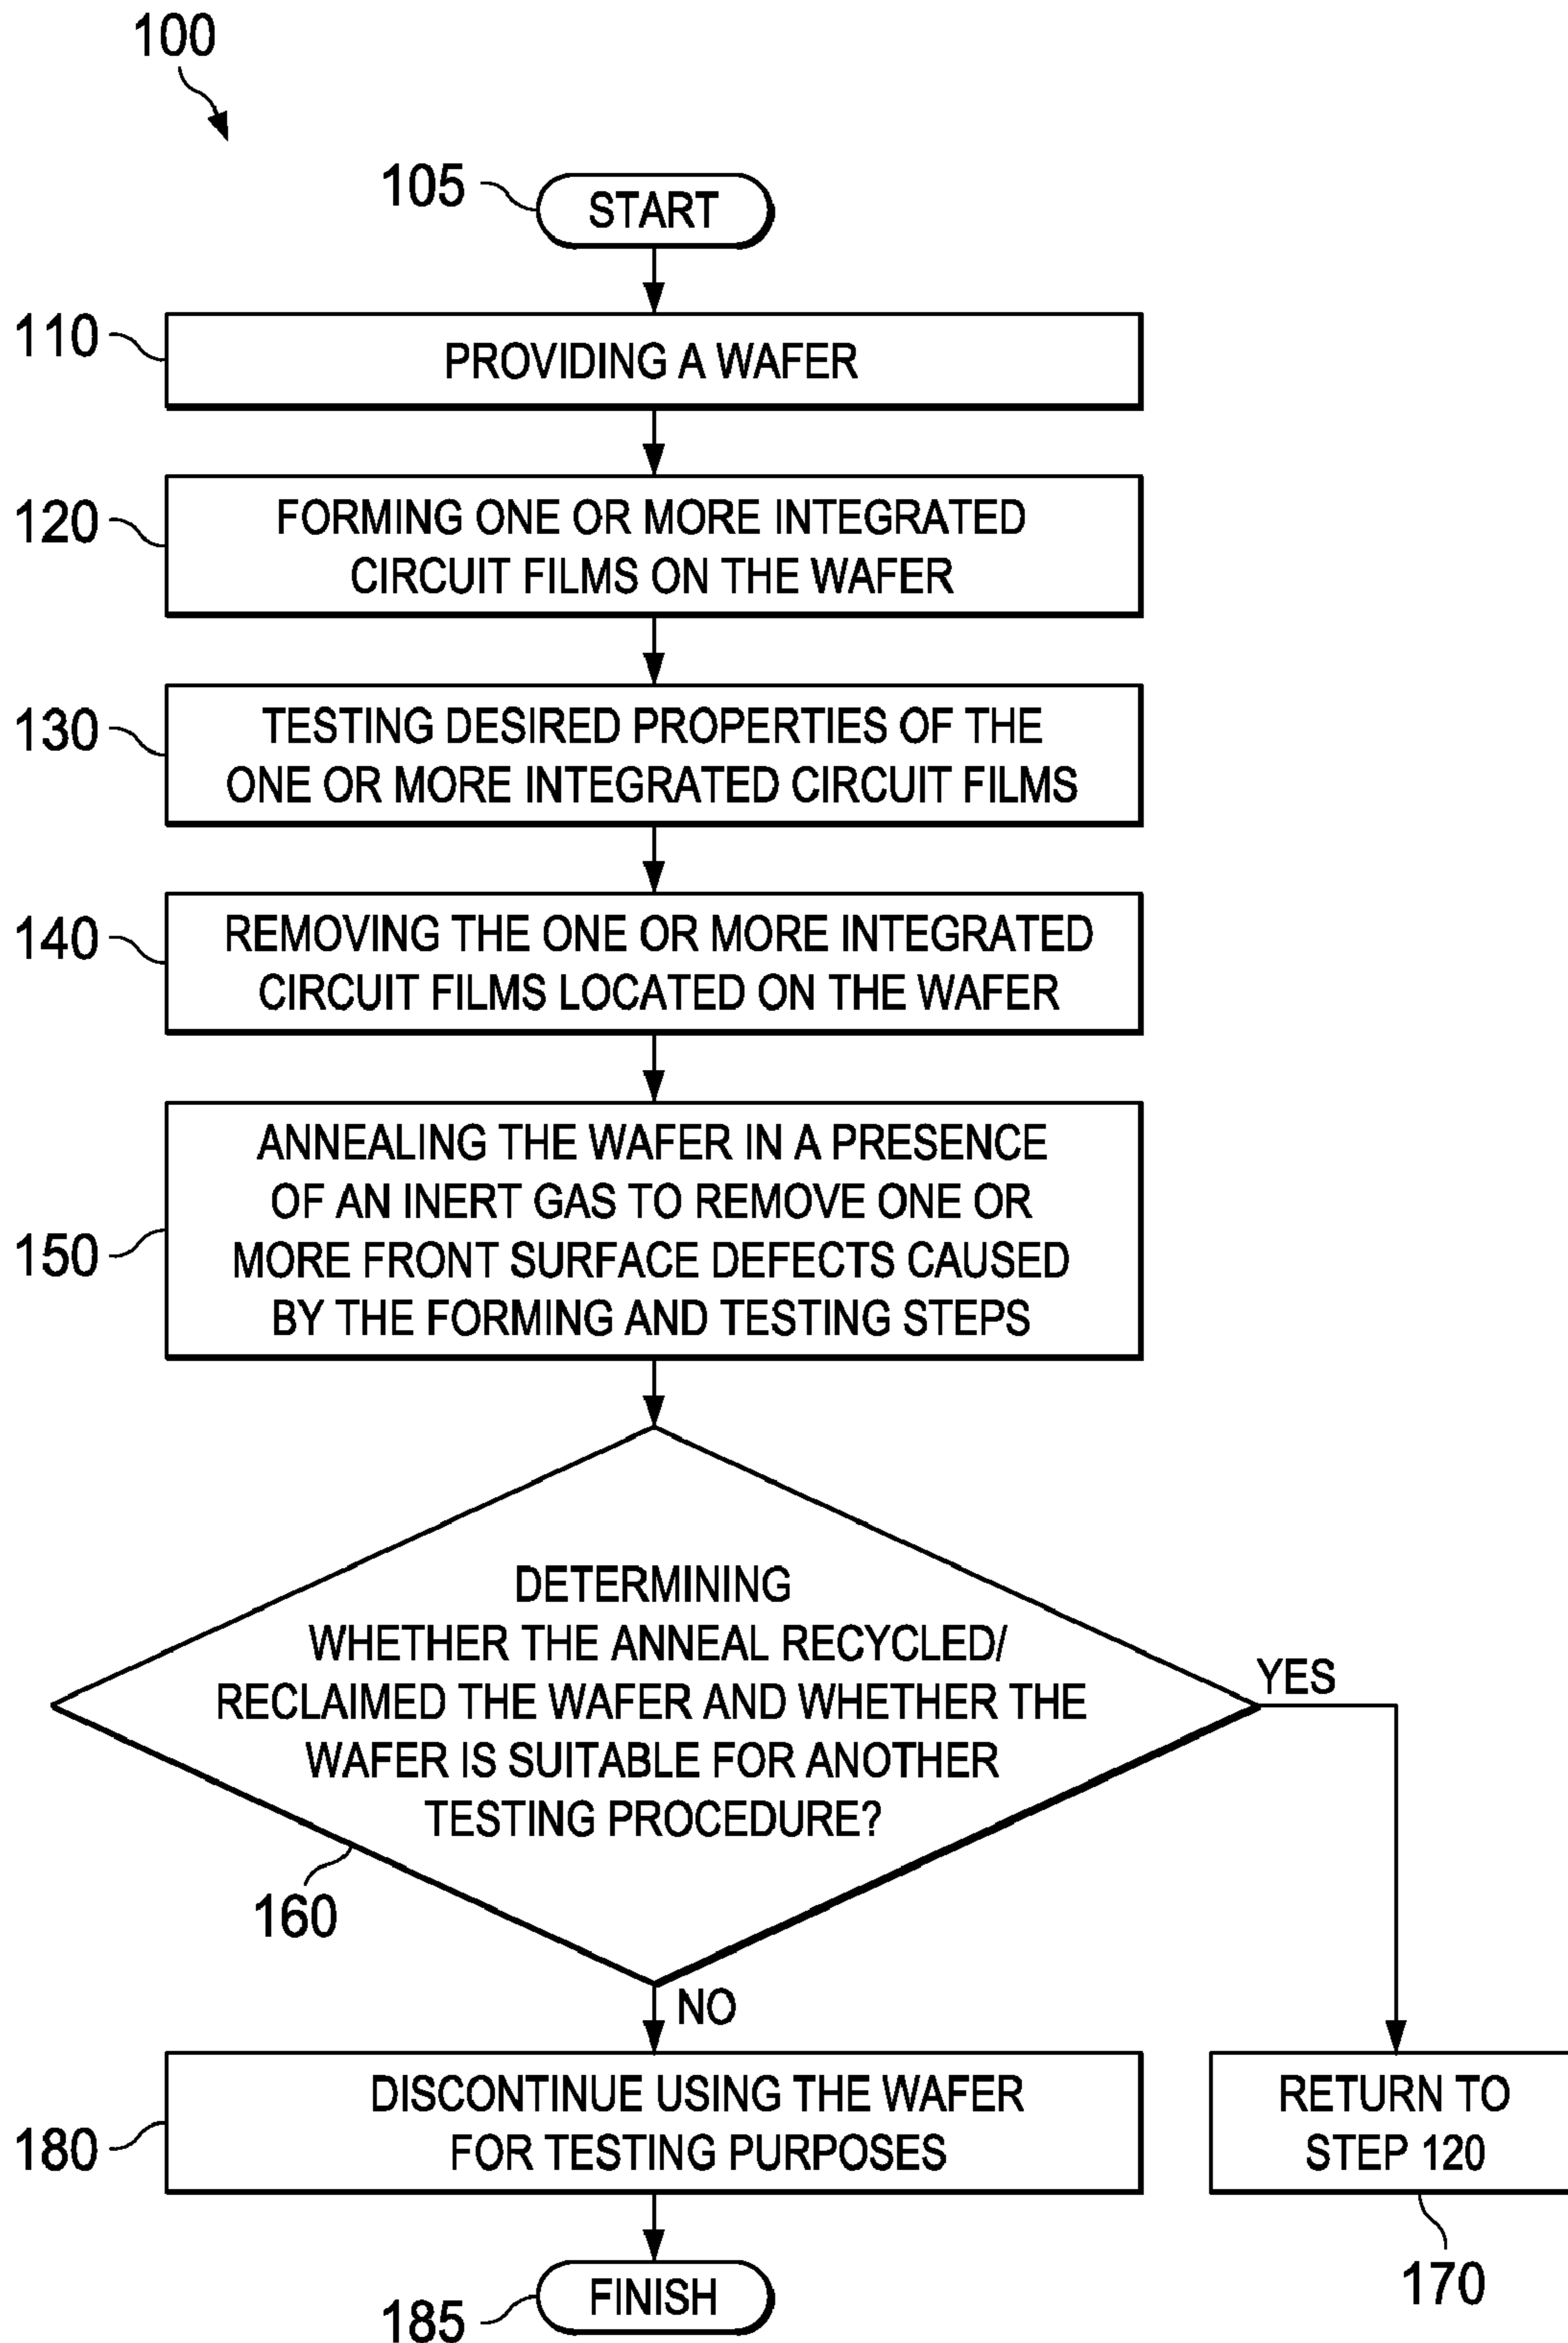 100
105
START
110
PROVIDING A WAFER
120
FORMING ONE OR MORE INTEGRATED
CIRCUIT FILMS ON THE WAFER
130
TESTING DESIRED PROPERTIES OF THE
ONE OR MORE INTEGRATED CIRCUIT FILMS
140
REMOVING THE ONE OR MORE INTEGRATED
CIRCUIT FILMS LOCATED ON THE WAFER
150
ANNEALING THE WAFER IN A PRESENCE
OF AN INERT GAS TO REMOVE ONE OR
MORE FRONT SURFACE DEFECTS CAUSED
BY THE FORMING AND TESTING STEPS
DETERMINING
WHETHER THE ANNEAL RECYCLED/
RECLAIMED THE WAFER AND WHETHER THE
WAFER IS SUITABLE FOR ANOTHER
TESTING PROCEDURE?
160
YES
NO
180
DISCONTINUE USING THE WAFER
FOR TESTING PURPOSES
RETURN TO
STEP 120
170
185
FINISH